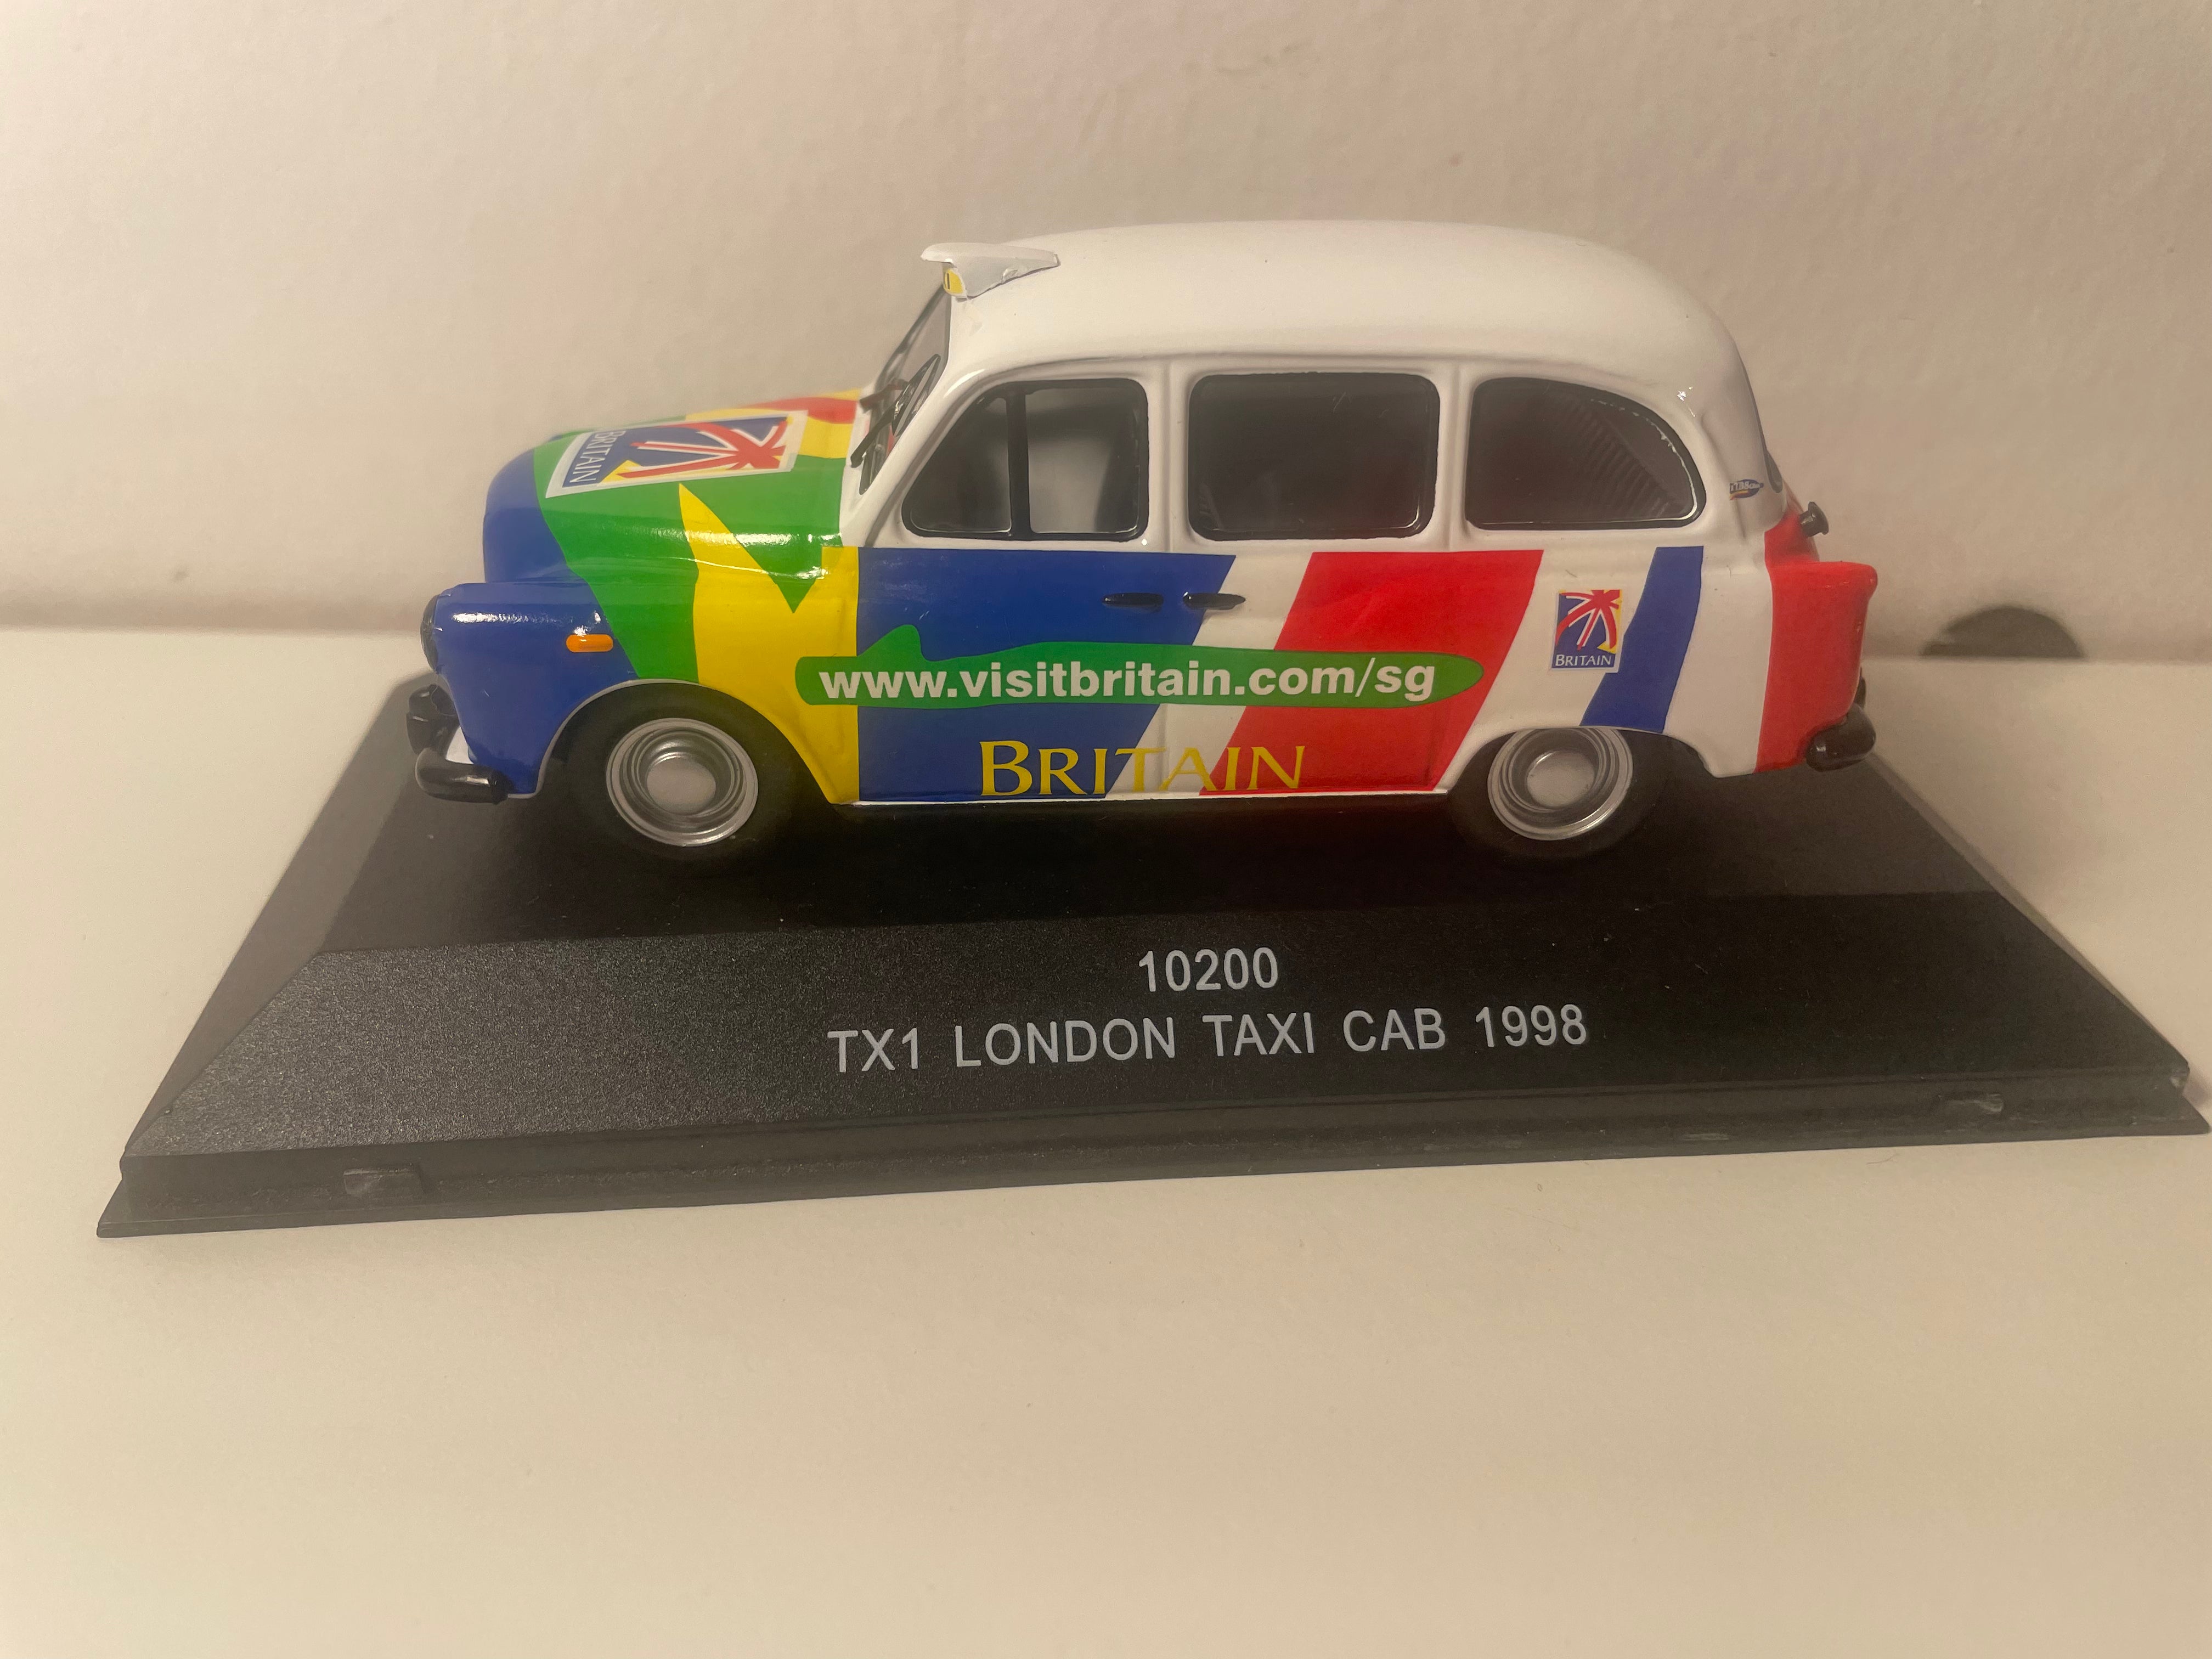 BRITAIN
www.visitbritain.com/sg
BRITAIN
BRITAIN
10200
TX1 LONDON TAXI CAB 1998